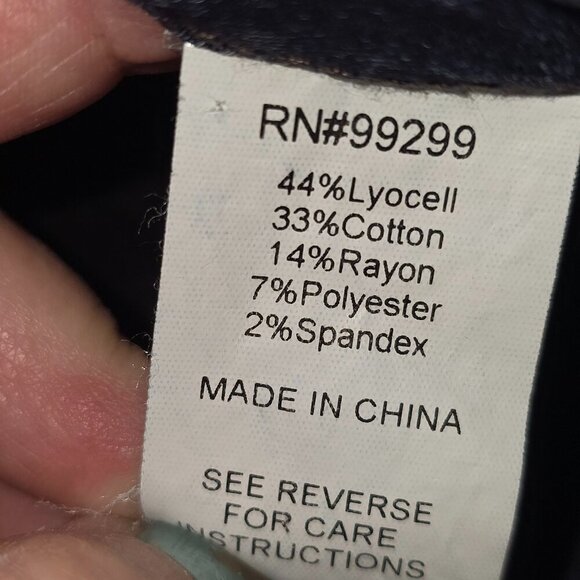 RN#99299
44%Lyocell
33%Cotton
14%Rayon
7%Polyester
2%Spandex
MADE IN CHINA
SEE REVERSE
FOR CARE
INSTRUCTIONS